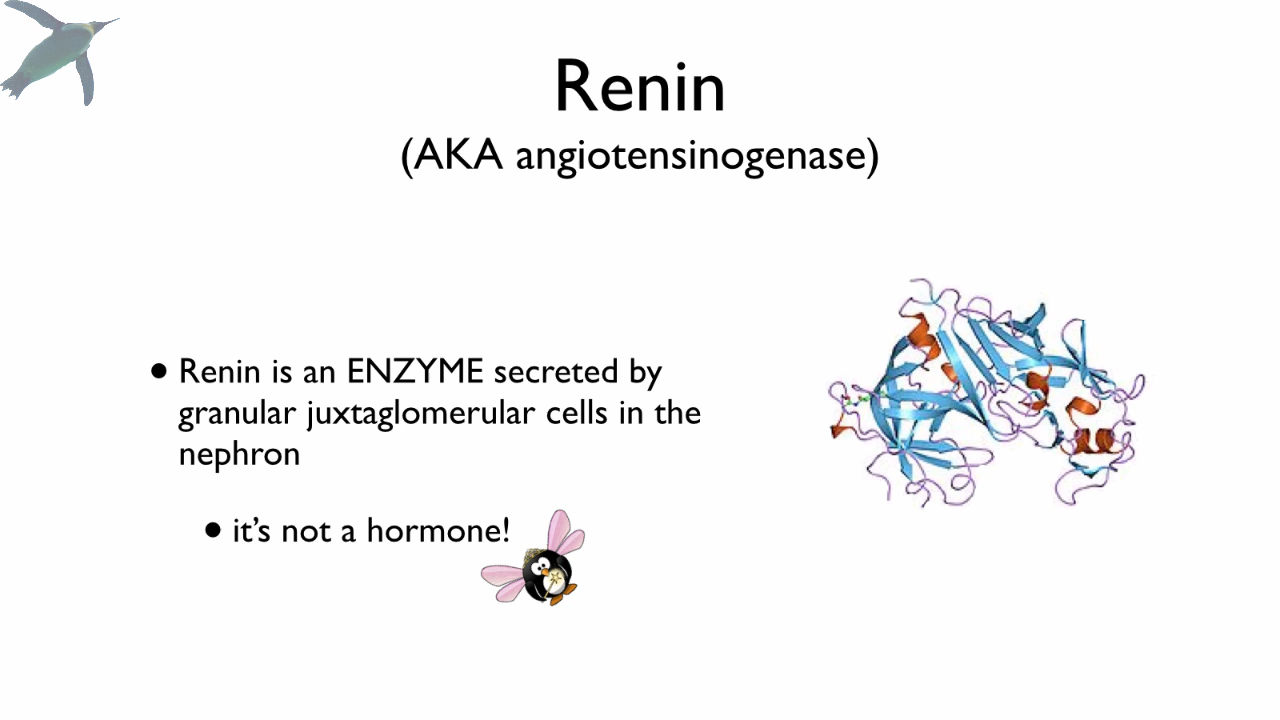 Renin
(AKA angiotensinogenase)
• Renin is an ENZYME secreted by
granular juxtaglomerular cells in the
nephron
• it’s not a hormone!